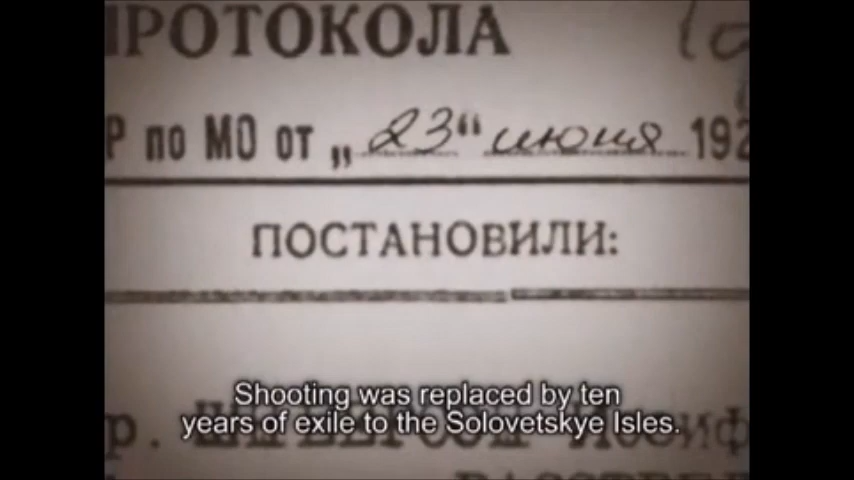 ПРОТОКОЛА
Р по МО от „23“ июня 192
ПОСТАНОВИЛИ:
Shooting was replaced by ten
years of exile to the Solovetskye Isles.